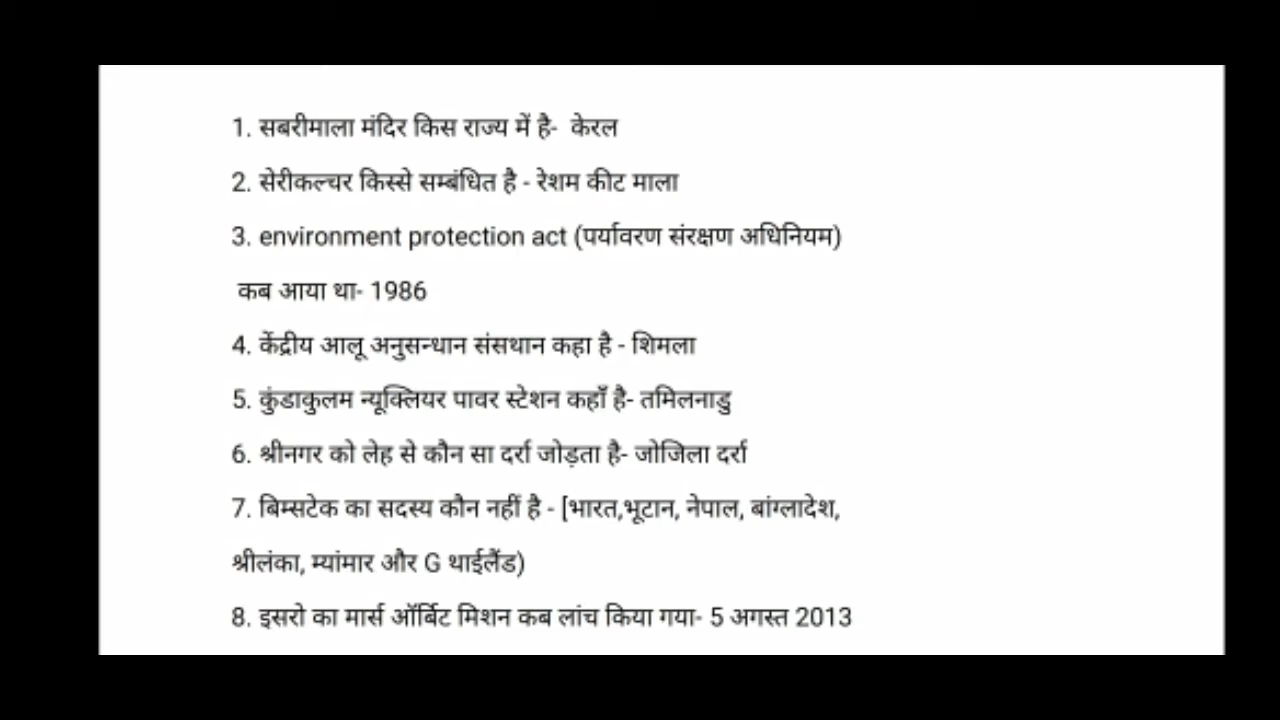 1. सबरीमाला मंदिर किस राज्य में है-  केरल
2. सेरीकल्चर किस्से सम्बंधित है - रेशम कीट माला
3. environment protection act (पर्यावरण संरक्षण अधिनियम)
कब आया था- 1986
4. केंद्रीय आलू अनुसन्धान संसथान कहा है - शिमला
5. कुंडाकुलम न्यूक्लियर पावर स्टेशन कहाँ है- तमिलनाडु
6. श्रीनगर को लेह से कौन सा दर्रा जोड़ता है- जोजिला दर्रा
7. बिम्सटेक का सदस्य कौन नहीं है - [भारत,भूटान, नेपाल, बांग्लादेश,
श्रीलंका, म्यांमार और G थाईलैंड)
8. इसरो का मार्स ऑर्बिट मिशन कब लांच किया गया- 5 अगस्त 2013